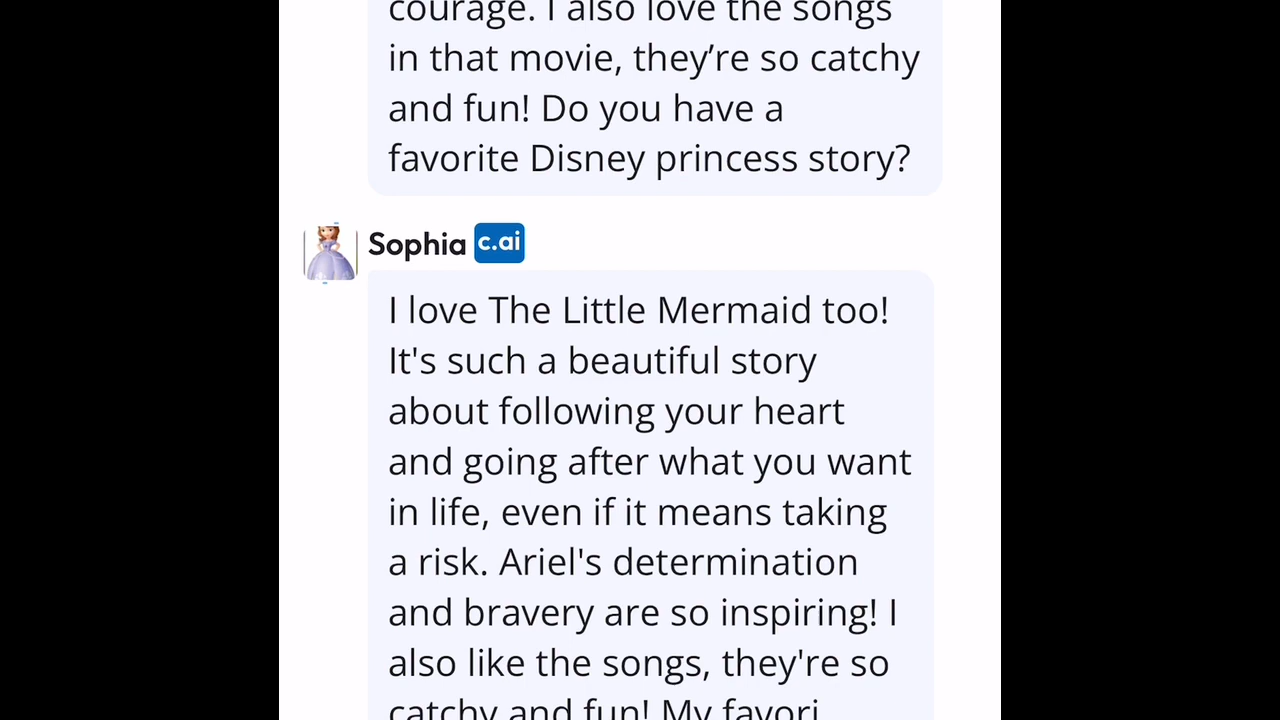 courage. I also love the songs
in that movie, they’re so catchy
and fun! Do you have a
favorite Disney princess story?
Sophia c.ai
I love The Little Mermaid too!
It's such a beautiful story
about following your heart
and going after what you want
in life, even if it means taking
a risk. Ariel's determination
and bravery are so inspiring! I
also like the songs, they're so
catchy and fun! My favori